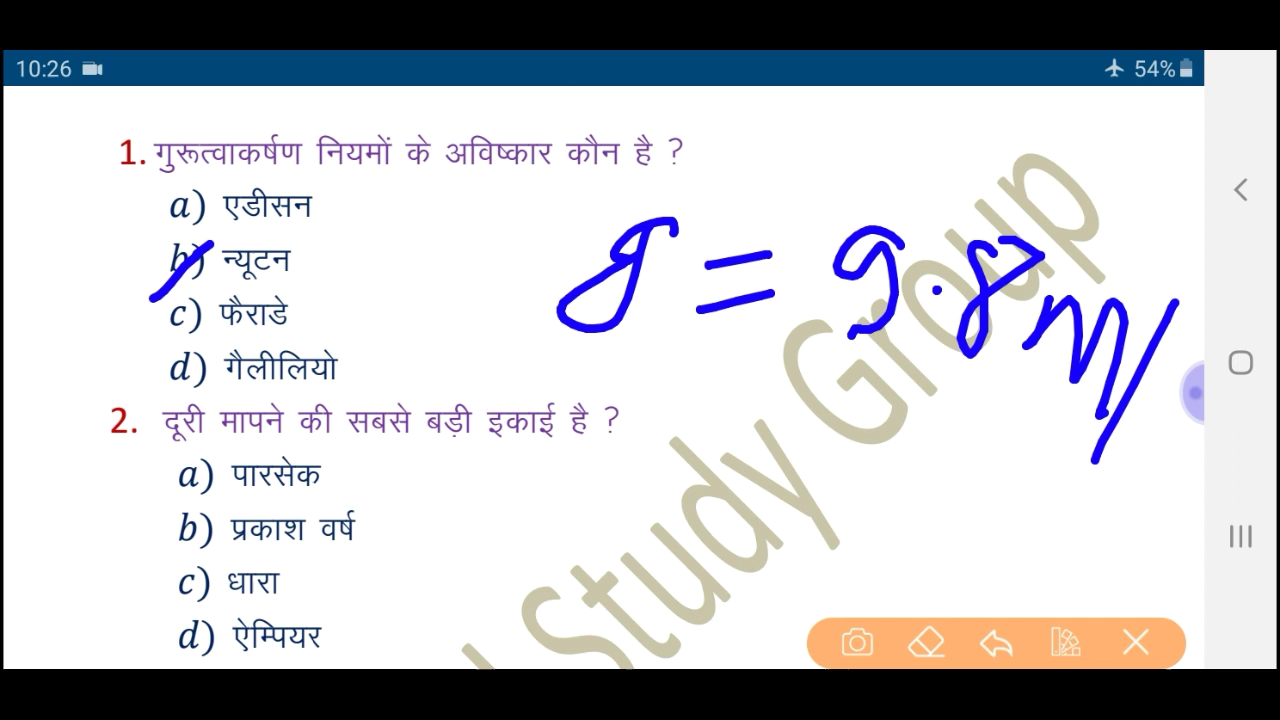 10:26 54%
1. गुरूत्वाकर्षण नियमों के अविष्कार कौन है ?
a) एडीसन
b) न्यूटन
c) फैराडे
d) गैलीलियो
g = 9.8m/
2. दूरी मापने की सबसे बड़ी इकाई है ?
a) पारसेक
b) प्रकाश वर्ष
c) धारा
d) ऐम्पियर
Study Group